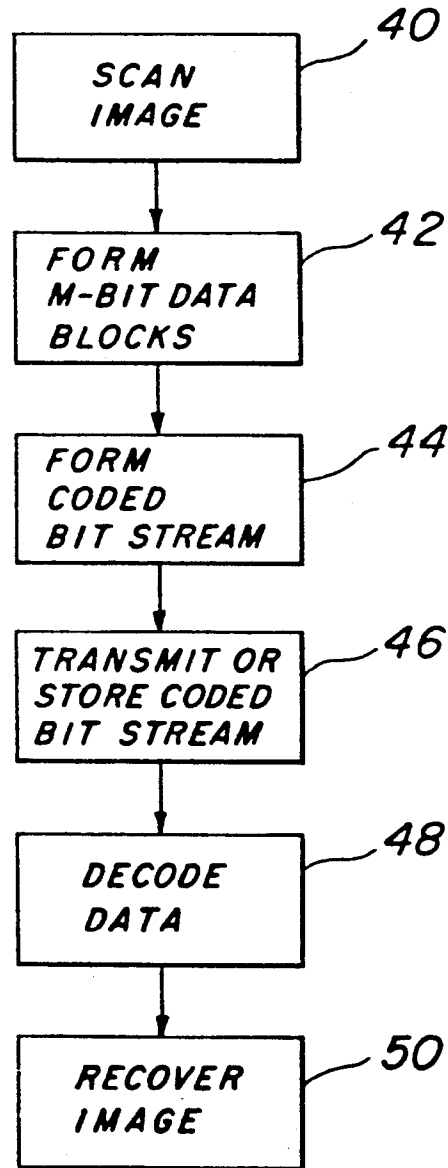 40
SCAN
IMAGE
42
FORM
M-BIT DATA
BLOCKS
44
FORM
CODED
BIT STREAM
46
TRANSMIT OR
STORE CODED
BIT STREAM
48
DECODE
DATA
50
RECOVER
IMAGE